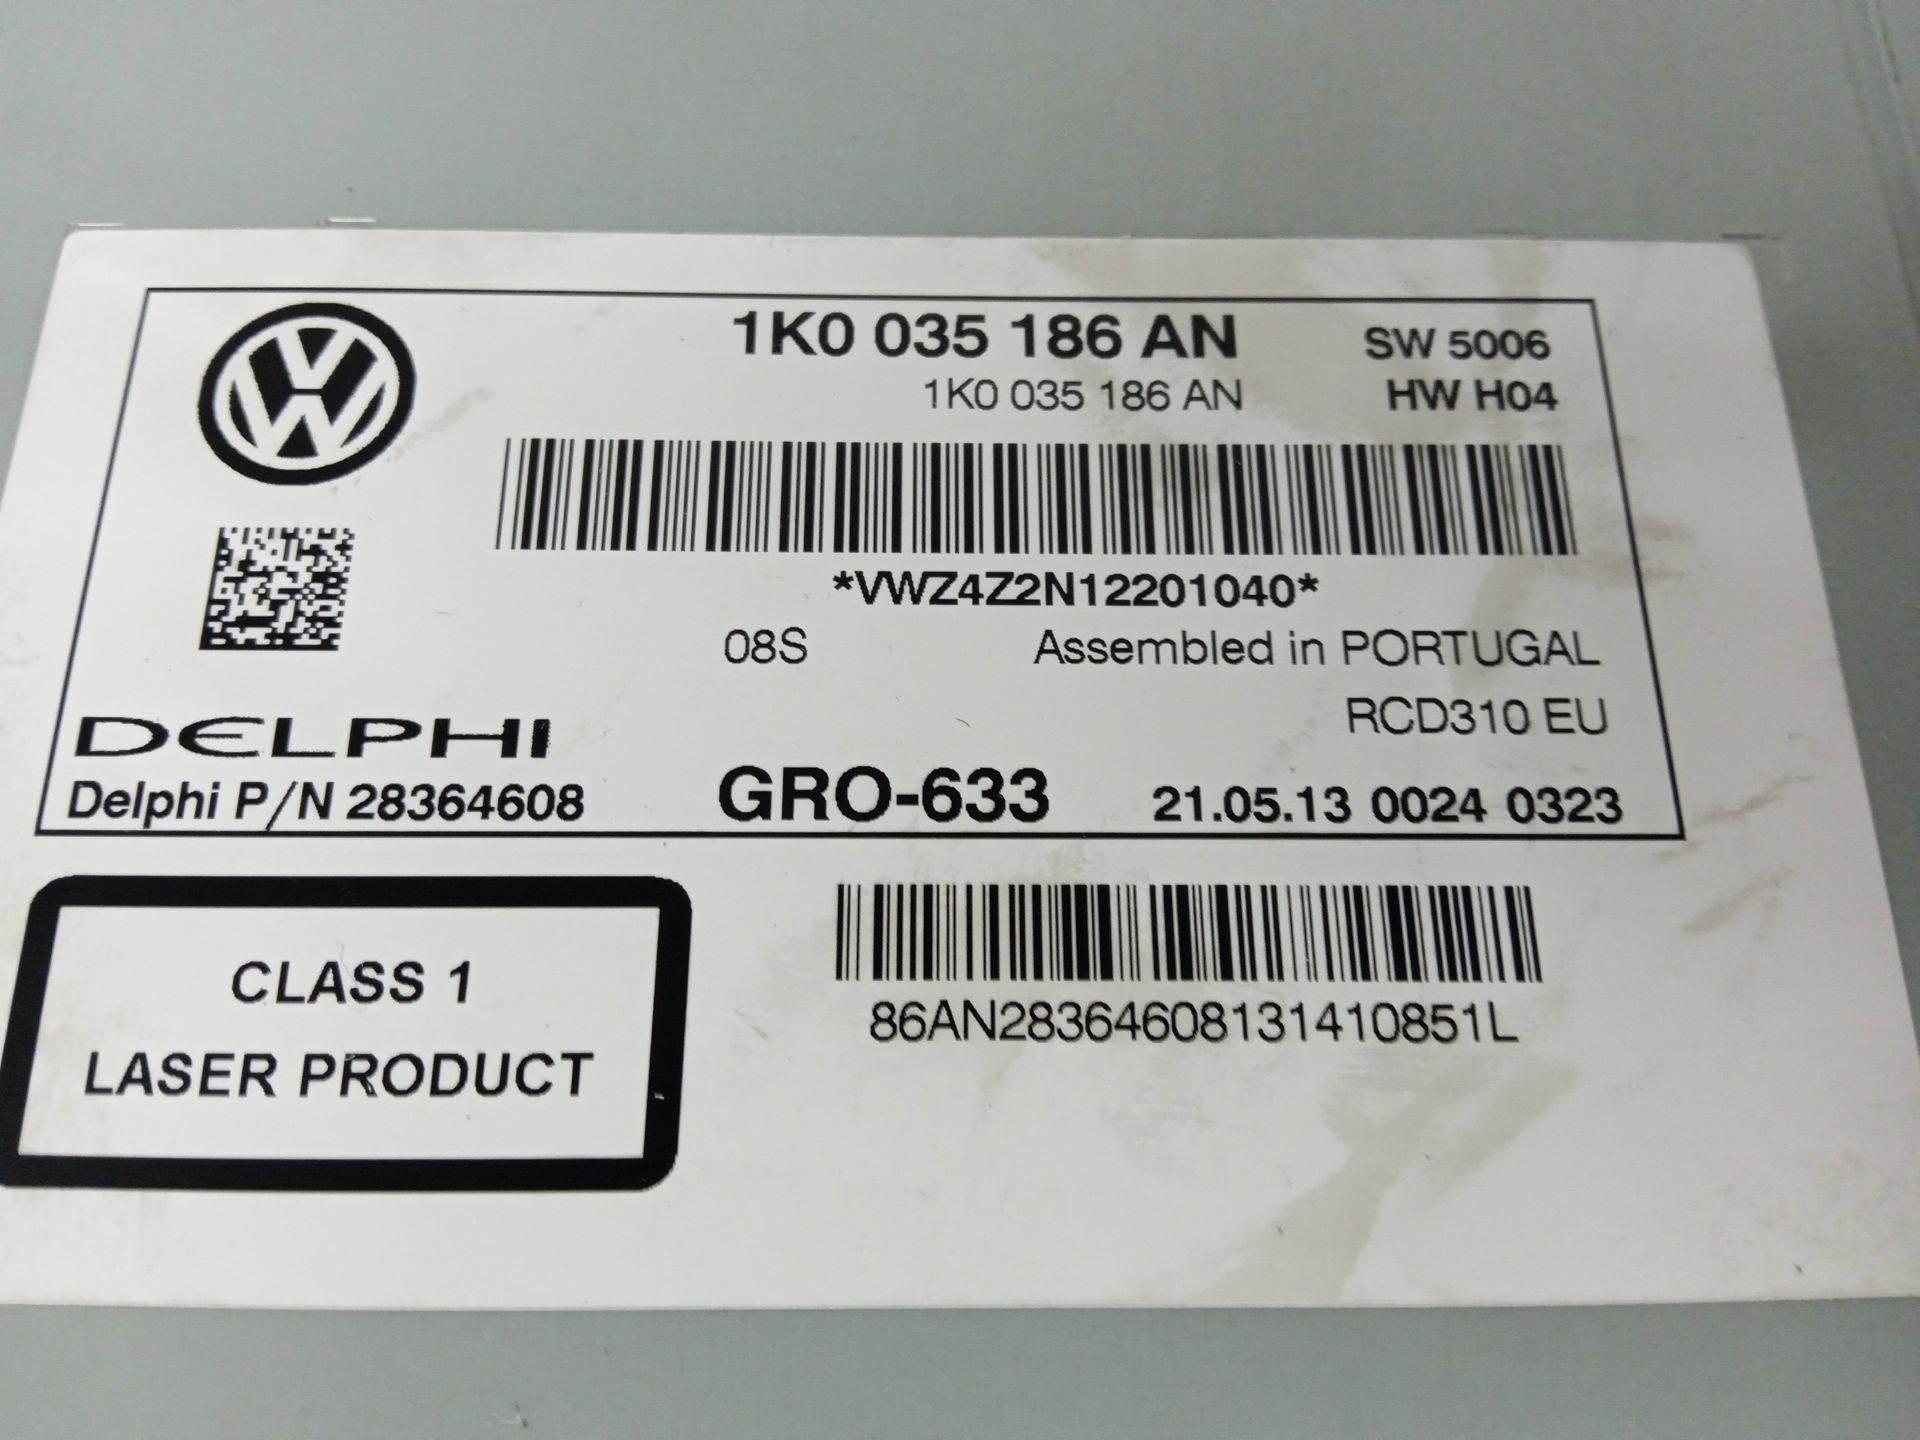 1K0 035 186 AN SW 5006
1K0 035 186 AN HW H04
*VWZ4Z2N12201040*
08S Assembled in PORTUGAL
RCD310 EU
DELPHI
Delphi P/N 28364608 GRO-633 21.05.13 0024 0323
CLASS 1
LASER PRODUCT
86AN28364608131410851L